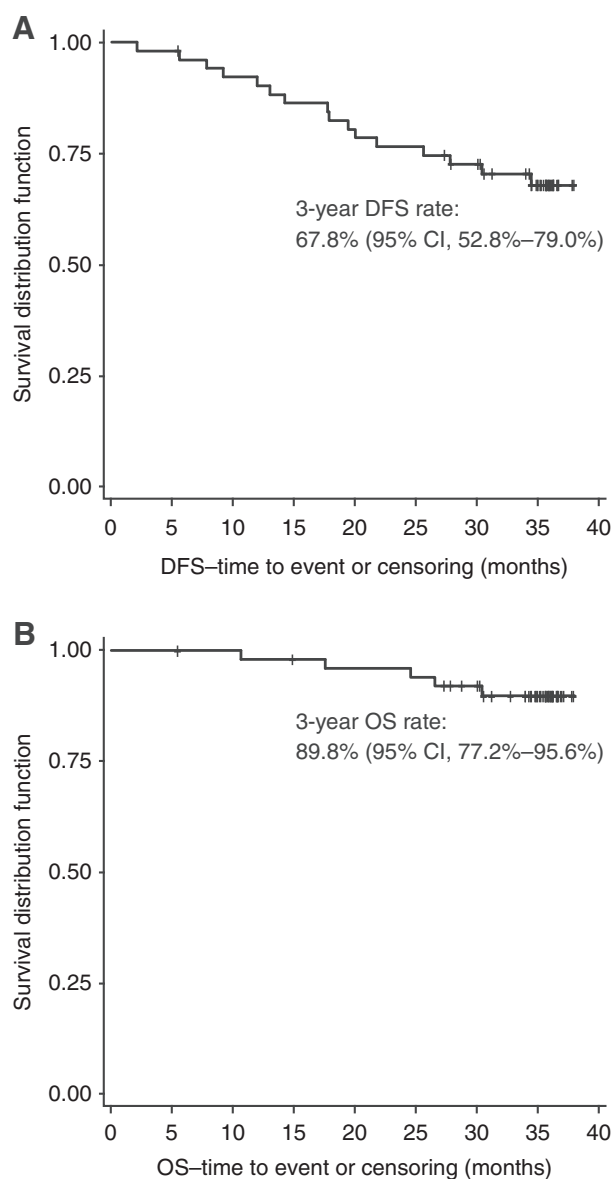 A
1.00
0.75
0.50
0.25
0.00
Survival distribution function
3-year DFS rate:
67.8% (95% CI, 52.8%–79.0%)
0 5 10 15 20 25 30 35 40
DFS–time to event or censoring (months)
B
1.00
0.75
0.50
0.25
0.00
Survival distribution function
3-year OS rate:
89.8% (95% CI, 77.2%–95.6%)
0 5 10 15 20 25 30 35 40
OS–time to event or censoring (months)